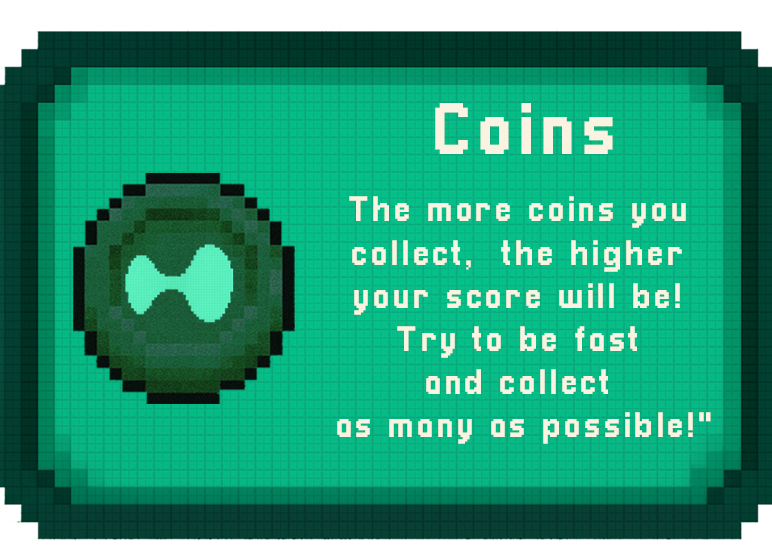 Coins
The more coins you
collect, the higher
your score will be!
Try to be fast
and collect
as many as possible!"